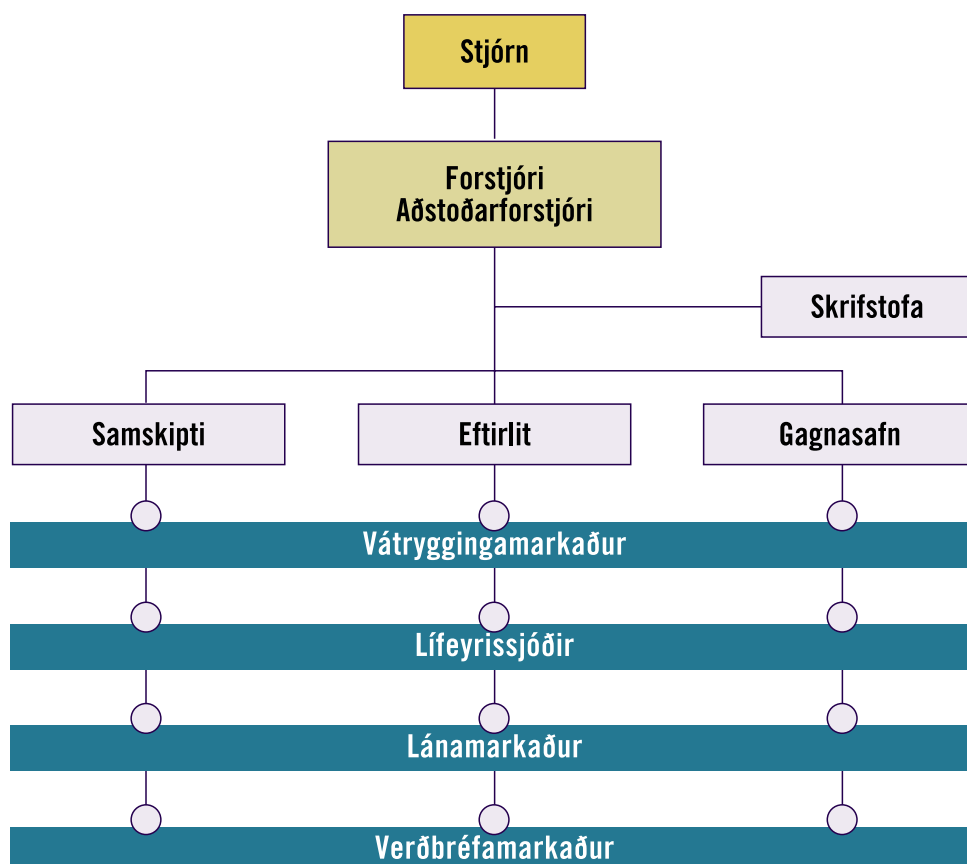 Stjórn
Forstjóri
Aðstoðarforstjóri
Skrifstofa
Samskipti
Eftirlit
Gagnasafn
Vátryggingamarkaður
Lífeyrissjóðir
Lánamarkaður
Verðbréfamarkaður